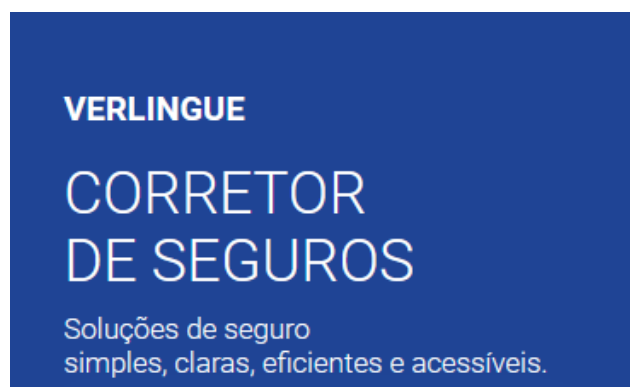 VERLINGUE
CORRETOR
DE SEGUROS
Soluções de seguro
simples, claras, eficientes e acessíveis.